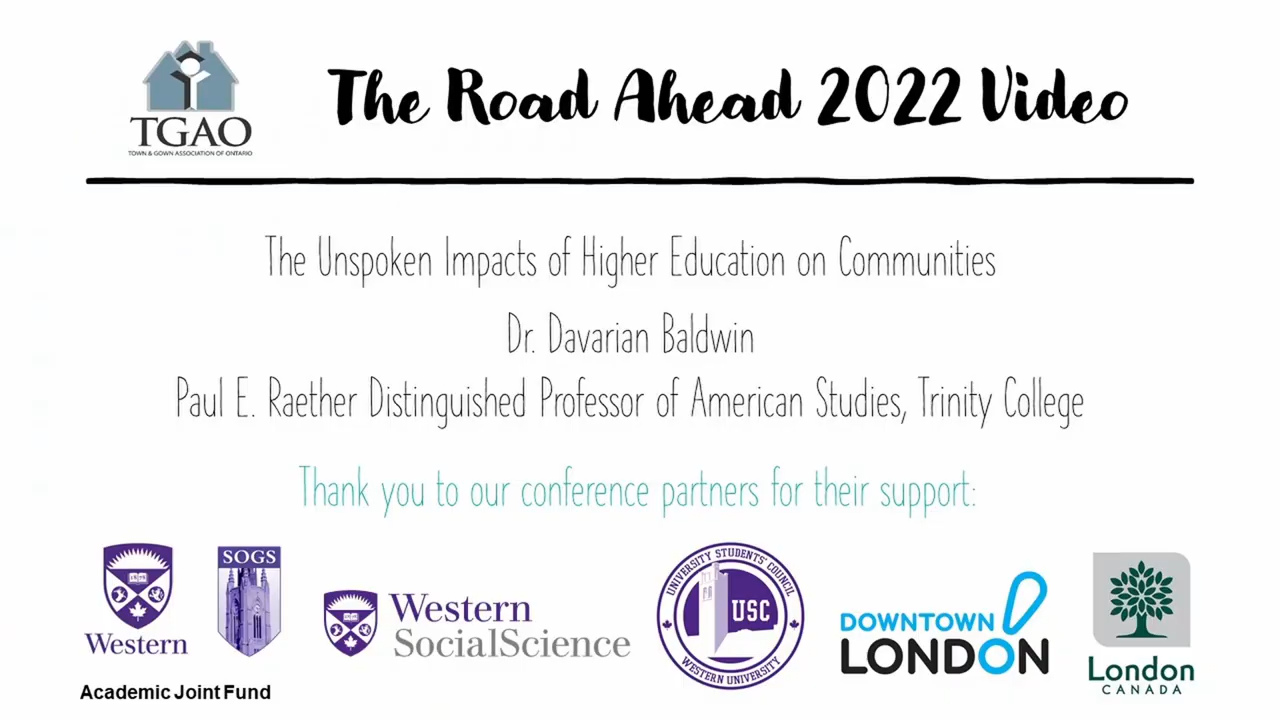 The Road Ahead 2022 Video
TGAO
TOWN & GOWN ASSOCIATION OF ONTARIO
The Unspoken Impacts of Higher Education on Communities
Dr. Davarian Baldwin
Paul E. Raether Distinguished Professor of American Studies, Trinity College
Thank you to our conference partners for their support:
Western
SOGS
Academic Joint Fund
Western
SocialScience
UNIVERSITY STUDENTS' COUNCIL
USC
WESTERN UNIVERSITY
DOWNTOWN
LONDON
London
CANADA